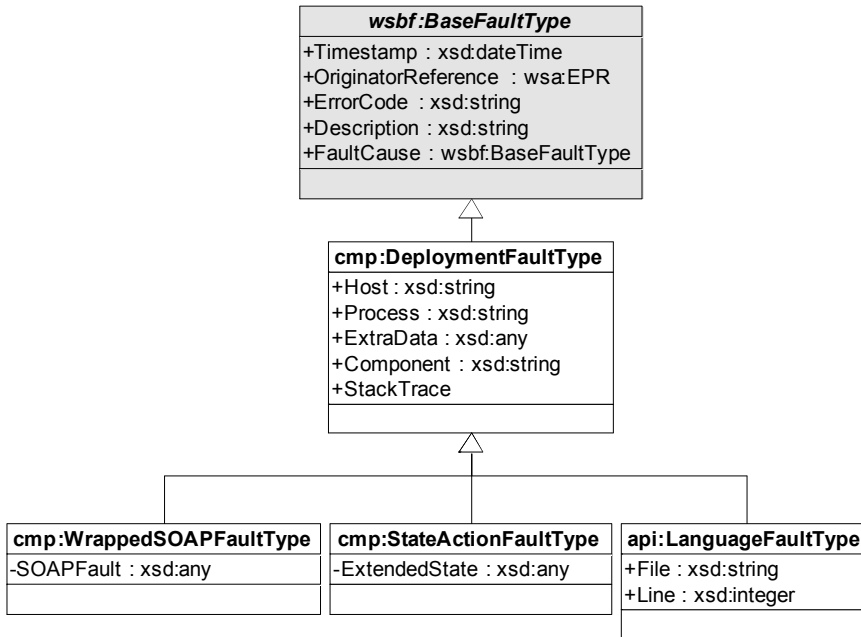 wsbf:BaseFaultType
+Timestamp : xsd:dateTime
+OriginatorReference : wsa:EPR
+ErrorCode : xsd:string
+Description : xsd:string
+FaultCause : wsbf:BaseFaultType
cmp:DeploymentFaultType
+Host : xsd:string
+Process : xsd:string
+ExtraData : xsd:any
+Component : xsd:string
+StackTrace
cmp:WrappedSOAPFaultType
-SOAPFault : xsd:any
cmp:StateActionFaultType
-ExtendedState : xsd:any
api:LanguageFaultType
+File : xsd:string
+Line : xsd:integer